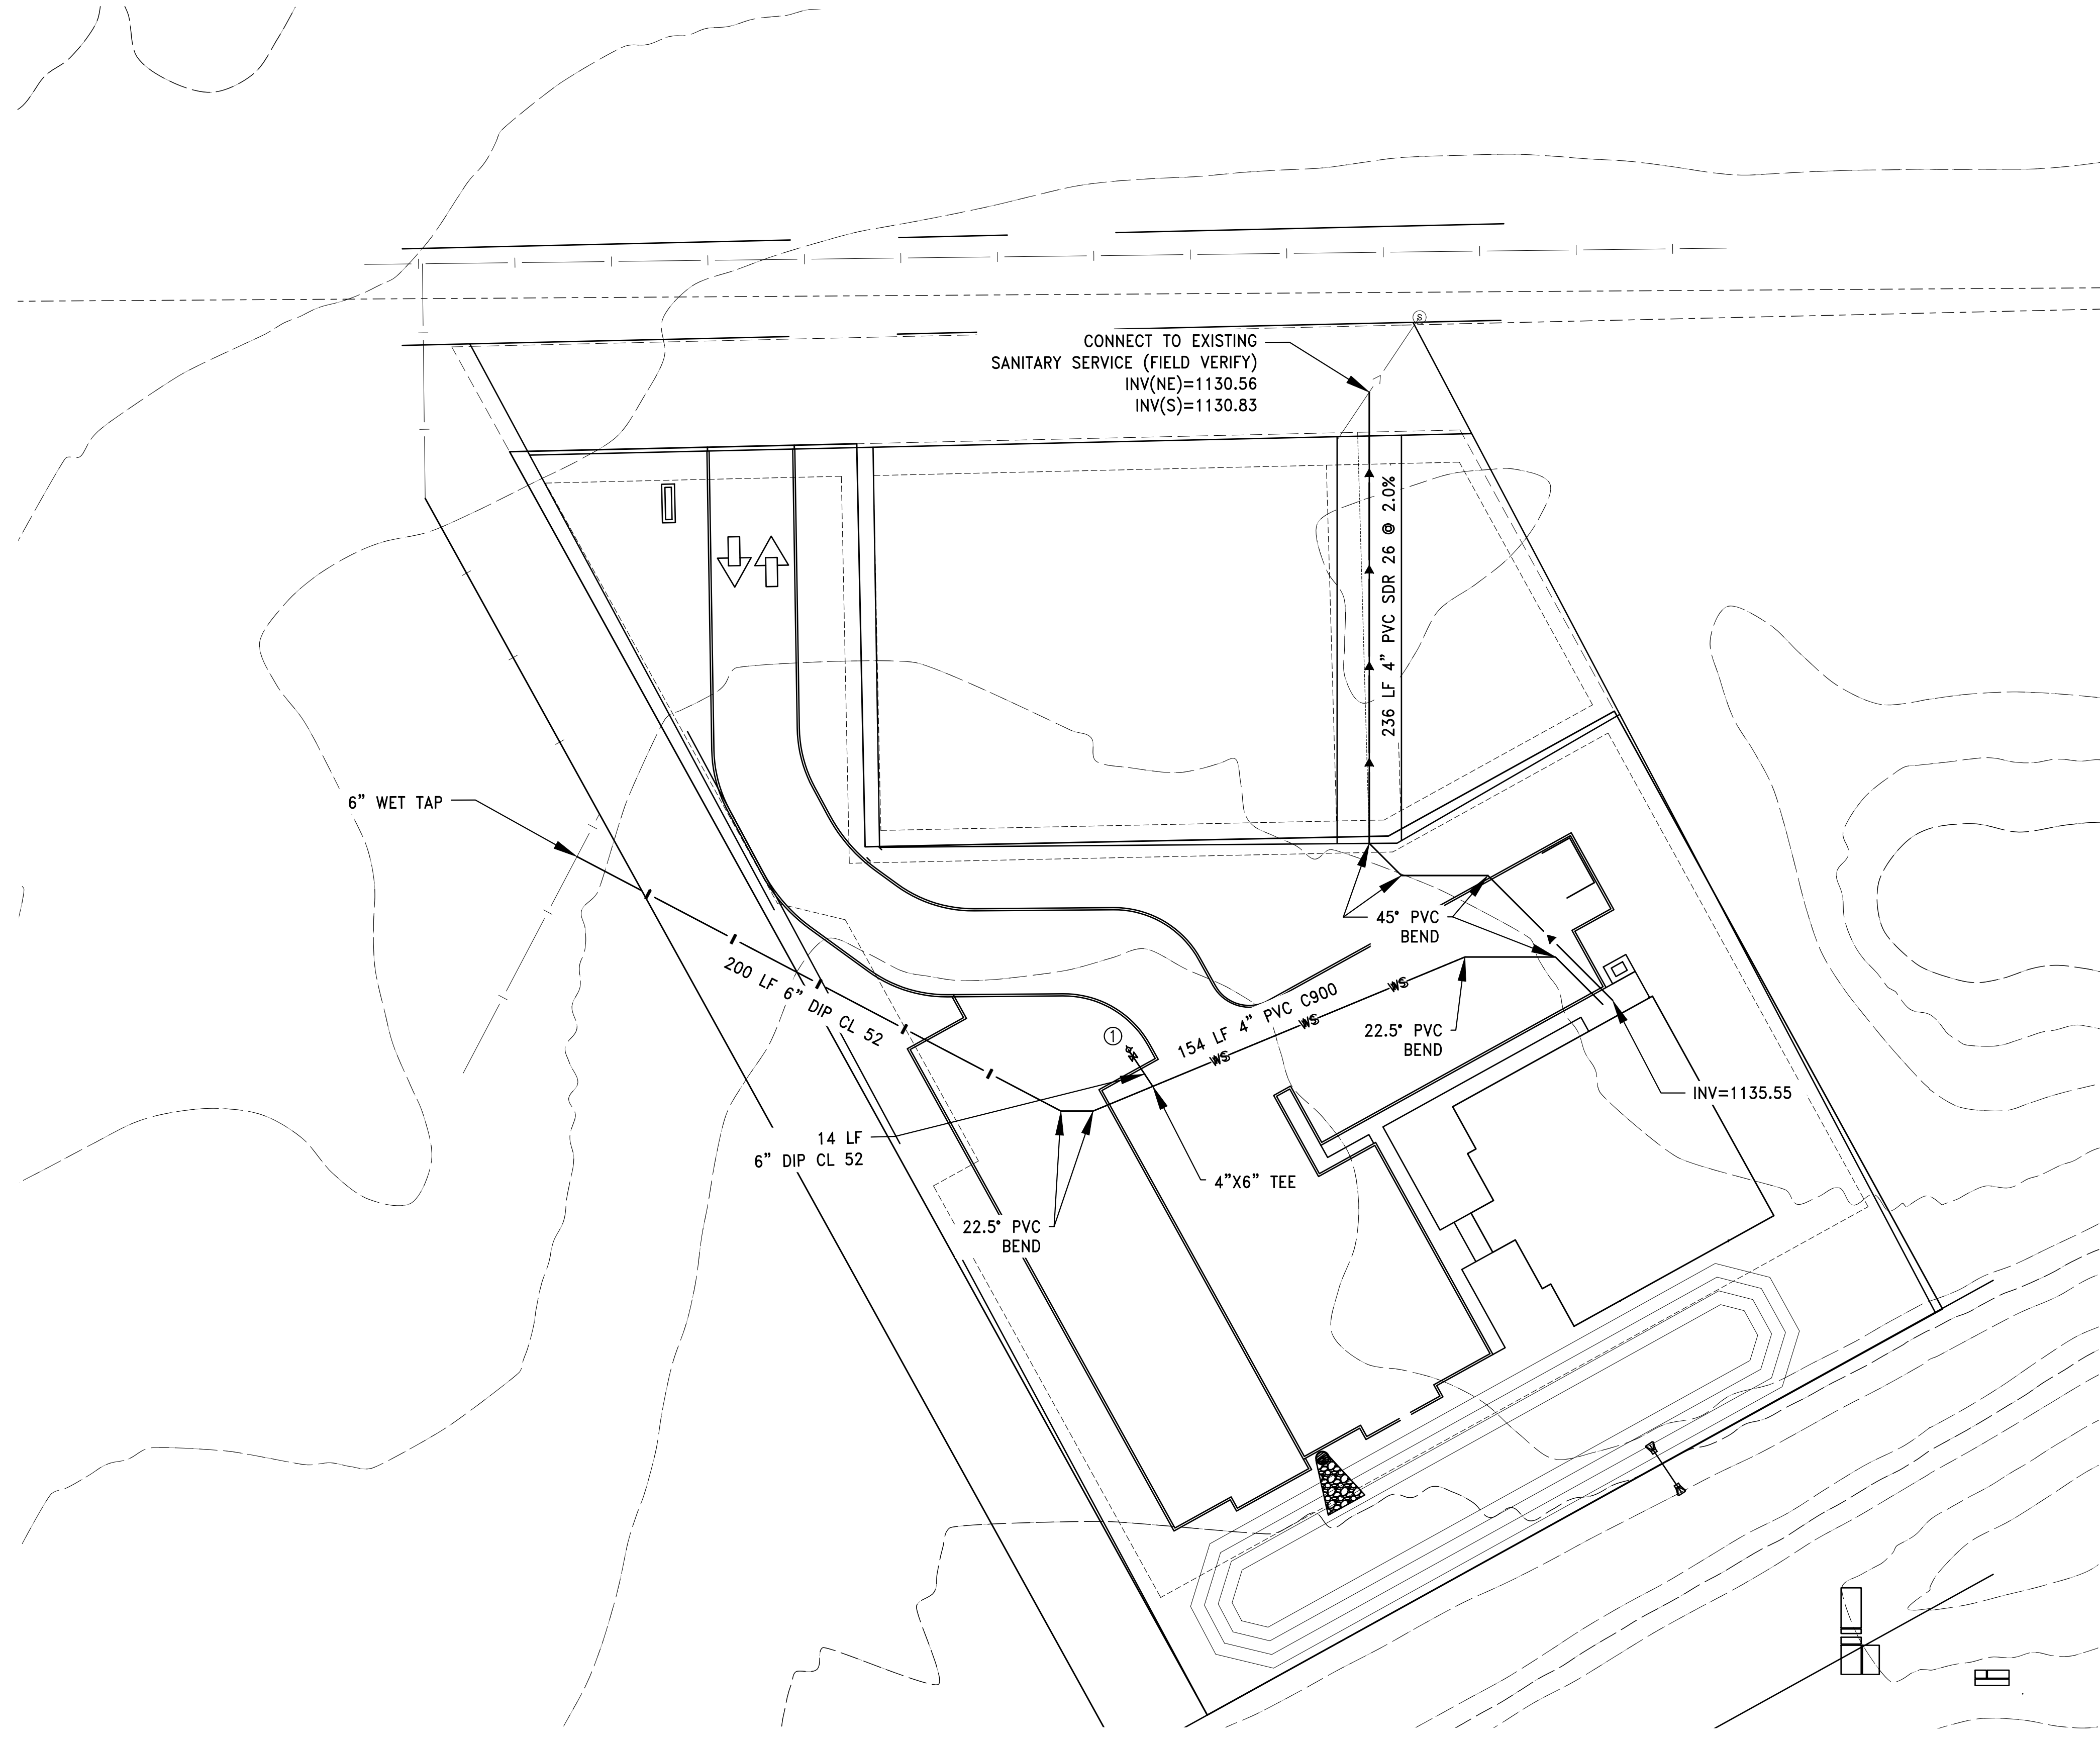 S
CONNECT TO EXISTING
SANITARY SERVICE (FIELD VERIFY)
INV(NE)=1130.56
INV(S)=1130.83
236 LF 4" PVC SDR 26 @ 2.0%
6" WET TAP
45° PVC
BEND
200 LF 6" DIP CL 52
154 LF 4" PVC C900
WS
WS
WS
22.5° PVC
BEND
1
INV=1135.55
14 LF
6" DIP CL 52
4"X6" TEE
22.5° PVC
BEND